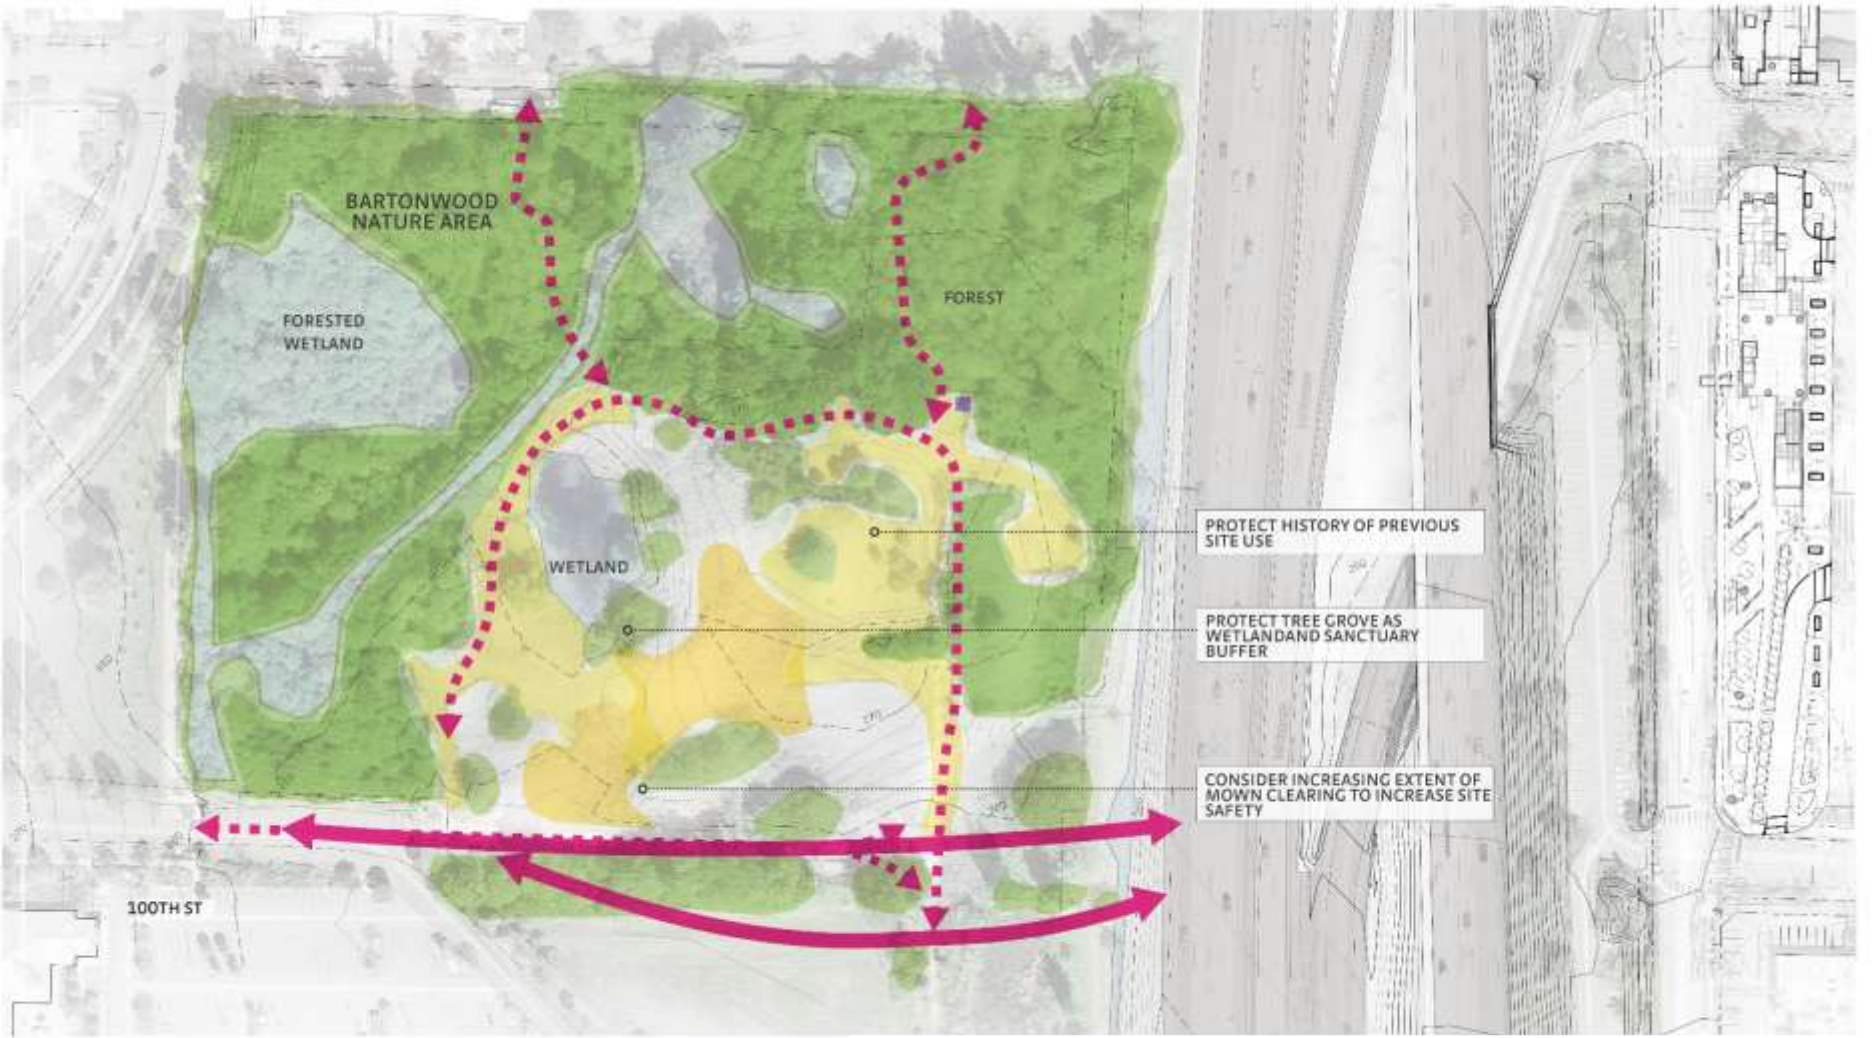 BARTONWOOD
NATURE AREA
FORESTED
WETLAND
FOREST
WETLAND
PROTECT HISTORY OF PREVIOUS
SITE USE
PROTECT TREE GROVE AS
WETLANDAND SANCTUARY
BUFFER
CONSIDER INCREASING EXTENT OF
MOWN CLEARING TO INCREASE SITE
SAFETY
100TH ST